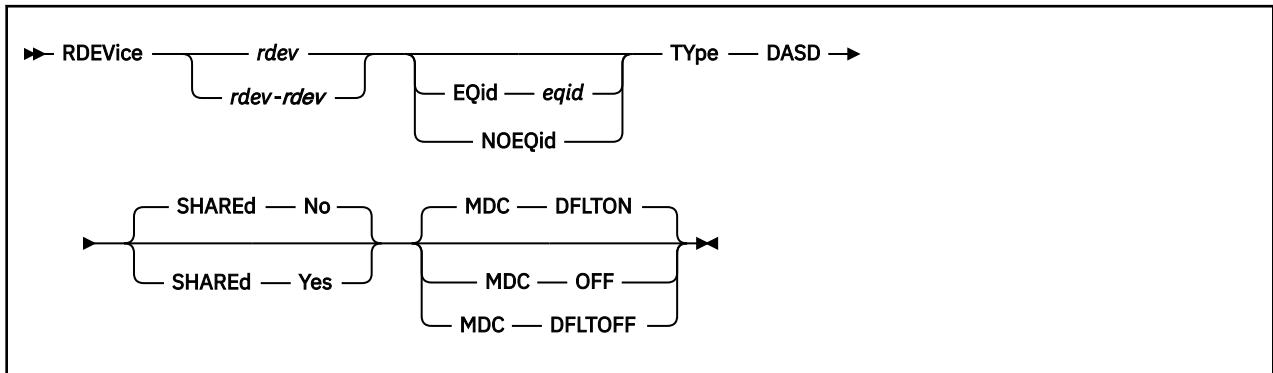 RDEVice rdev TYpe DASD
rdev-rdev EQid eqid
NOEQid
SHAREd No MDC DFLTON
SHAREd Yes MDC OFF
MDC DFLTOFF